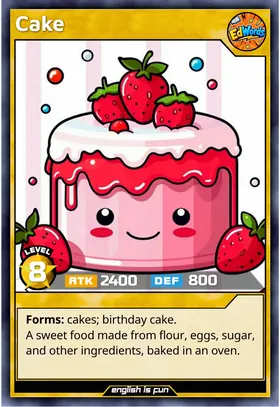 Cake
EdWords
LEVEL
8
ATK 2400 DEF 800
Forms: cakes; birthday cake.
A sweet food made from flour, eggs, sugar,
and other ingredients, baked in an oven.
english is fun